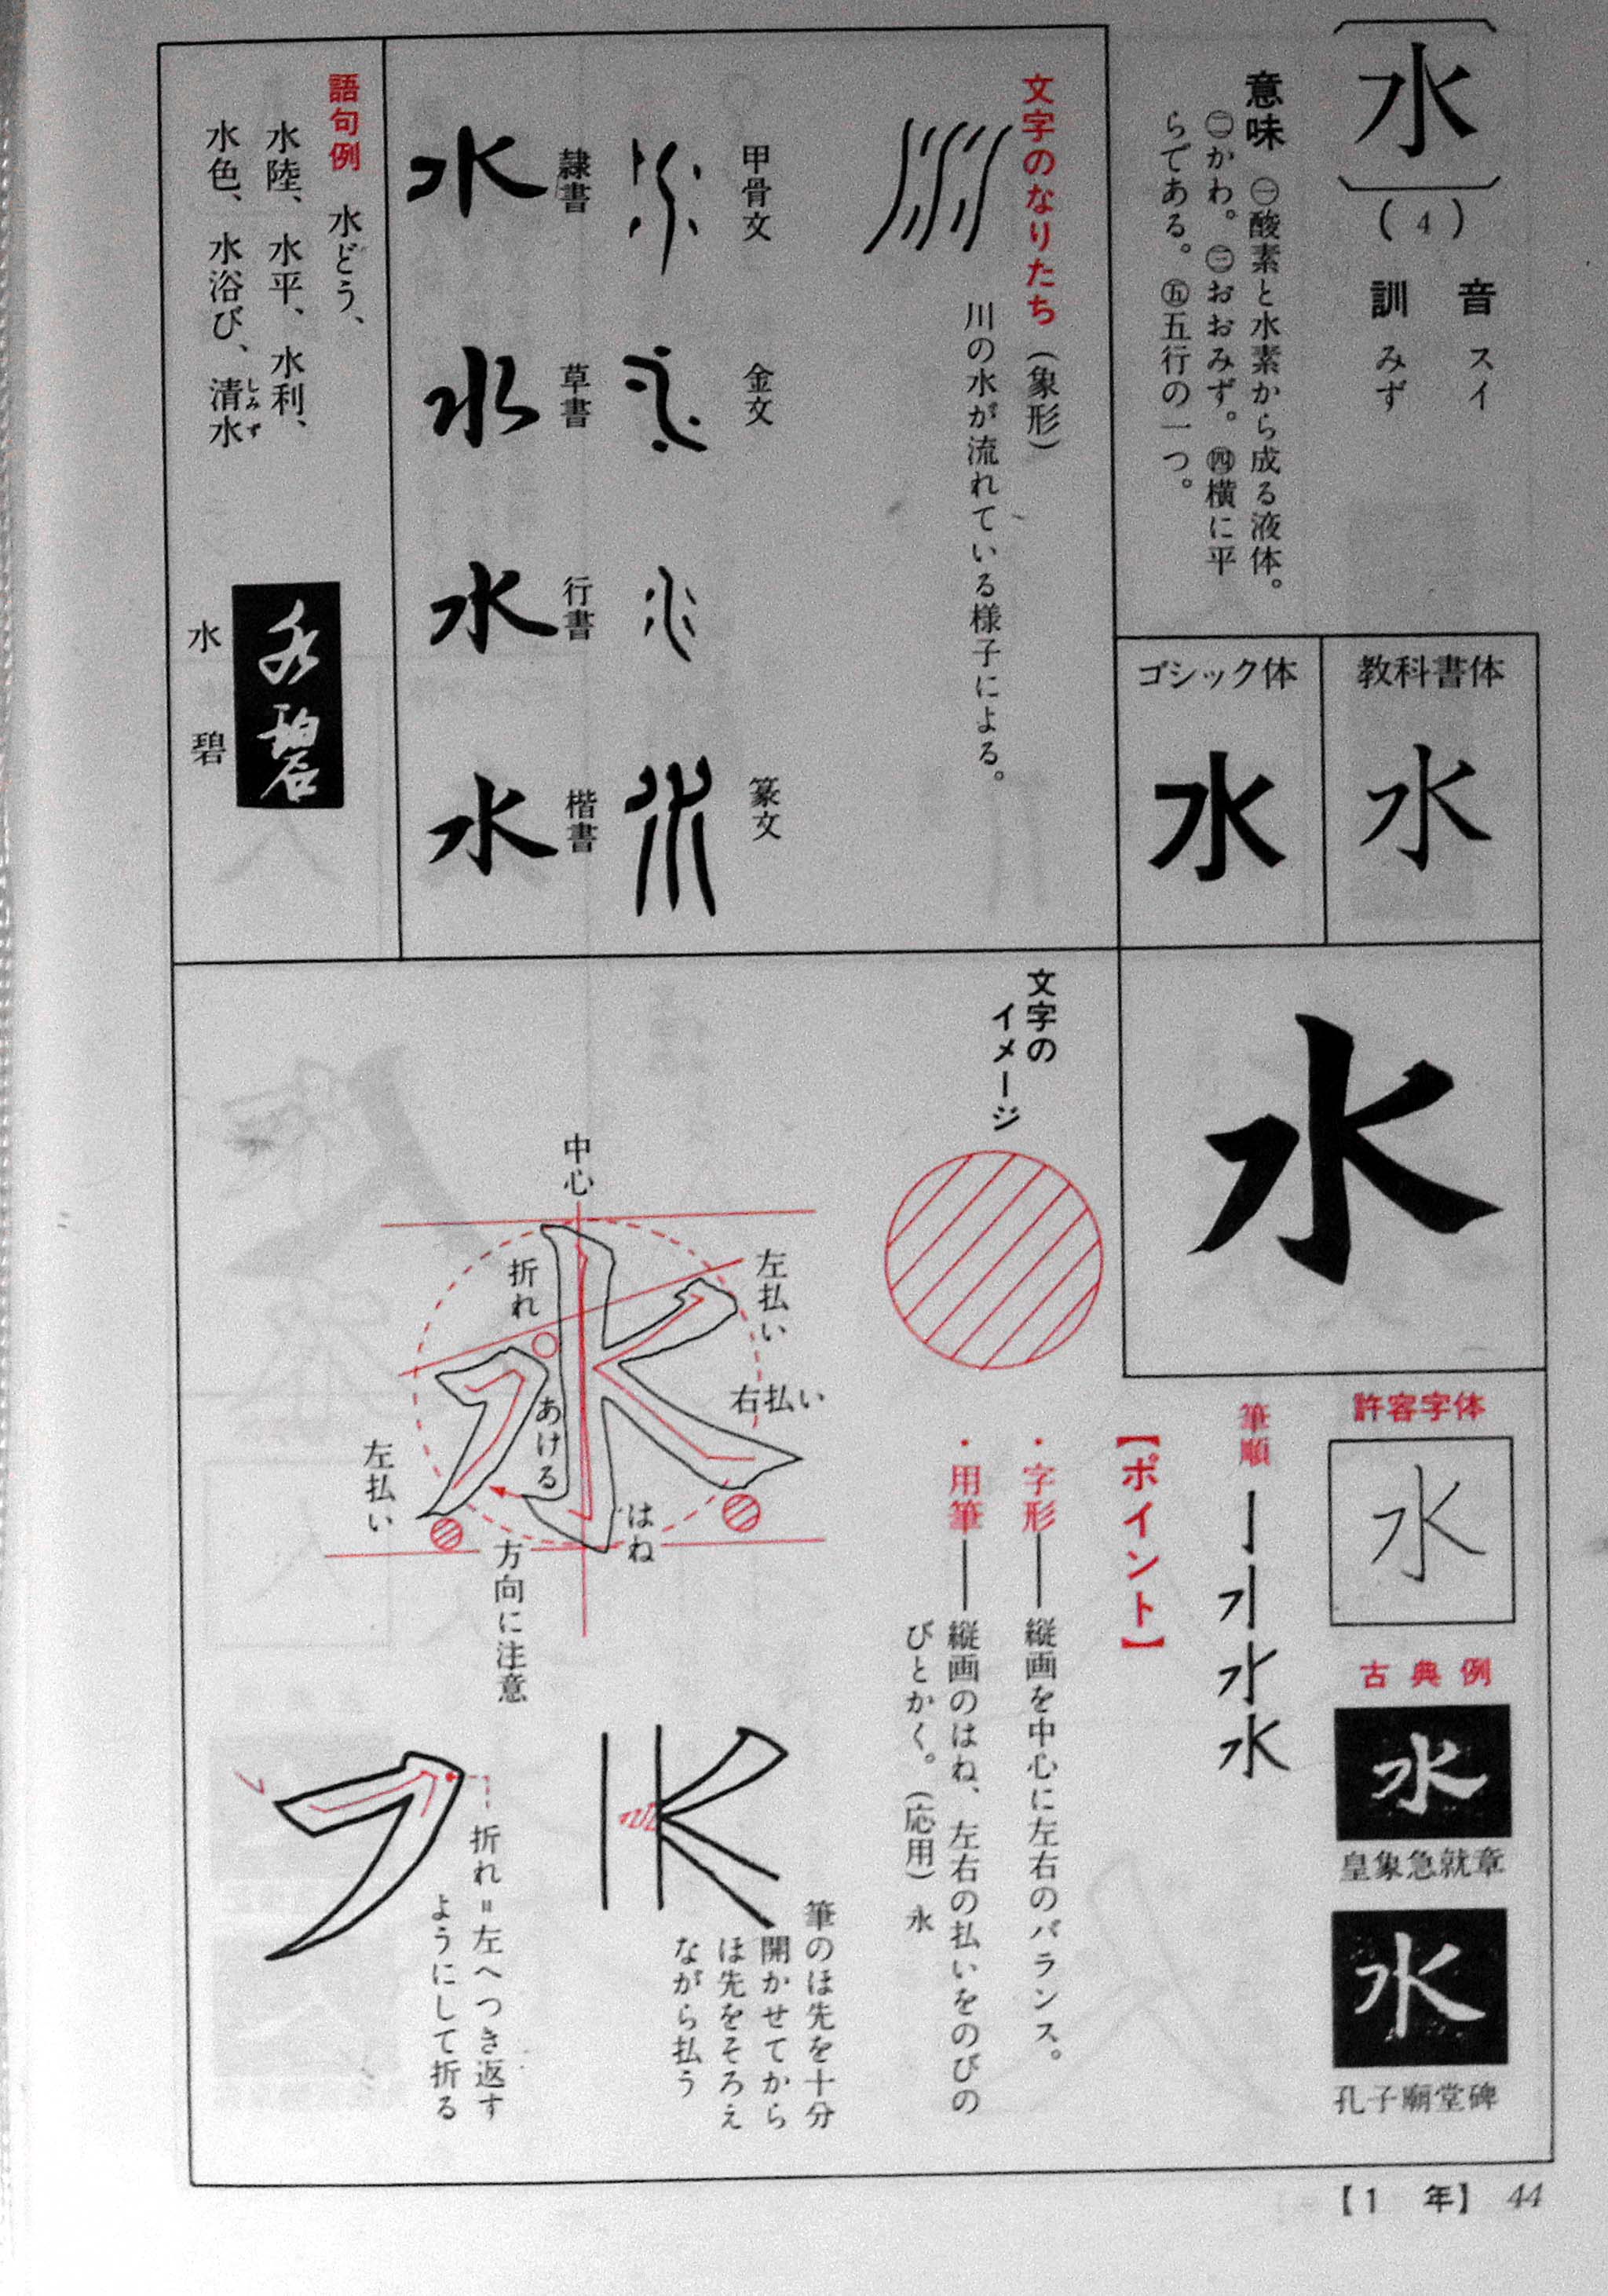 〔水〕(4)
音 スイ
訓 みず
意味 ㊀酸素と水素から成る液体。
㊁かわ。㊂おおみず。㊃横に平
らである。㊄五行の一つ。
教科書体
水
ゴシック体
水
水
許容字体
水
古典例
水
皇象急就章
水
孔子廟堂碑
筆順
水
文字のなりたち（象形）
川の水が流れている様子による。
甲骨文
金文
篆文
隷書
水
草書
水
行書
水
楷書
水
語句例 水どう、
水陸、水平、水利、
水色、水浴び、清水
しみず
水碧
水碧
文字の
イメージ
【ポイント】
・字形――縦画を中心に左右のバランス。
・用筆――縦画のはね、左右の払いをのびの
びとかく。（応用）永
中心
左払い
折れ
右払い
あける
左払い
はね
方向に注意
筆のほ先を十分
開かせてから
ほ先をそろえ
ながら払う
折れ＝左へつき返す
ようにして折る
【1 年】 44